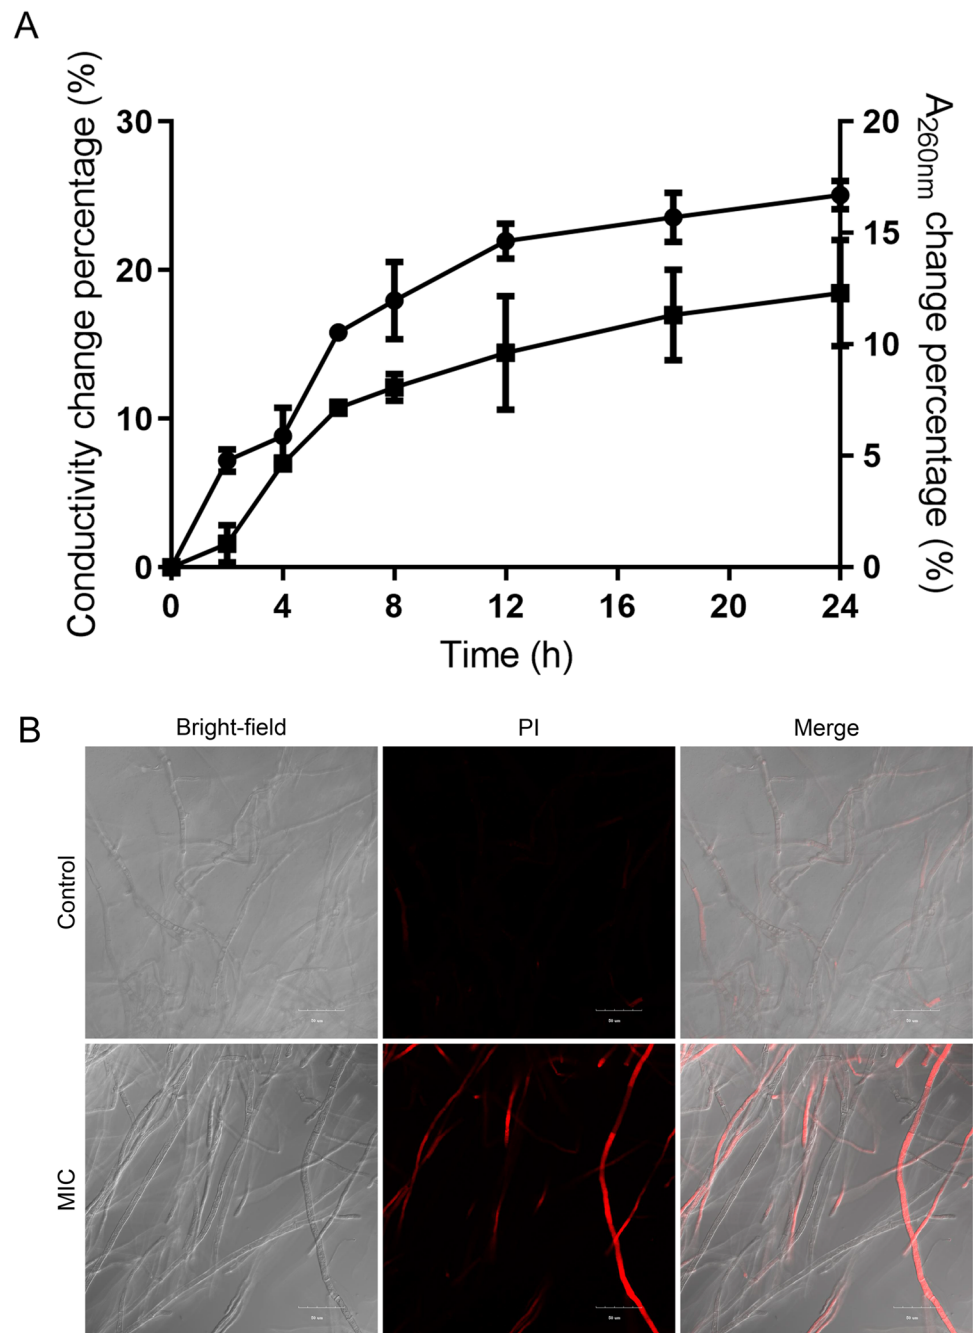 A
Conductivity change percentage (%)
30
20
10
0
20
15
10
5
0
A260nm change percentage (%)
0 4 8 12 16 20 24
Time (h)
B
Bright-field PI Merge
Control
MIC